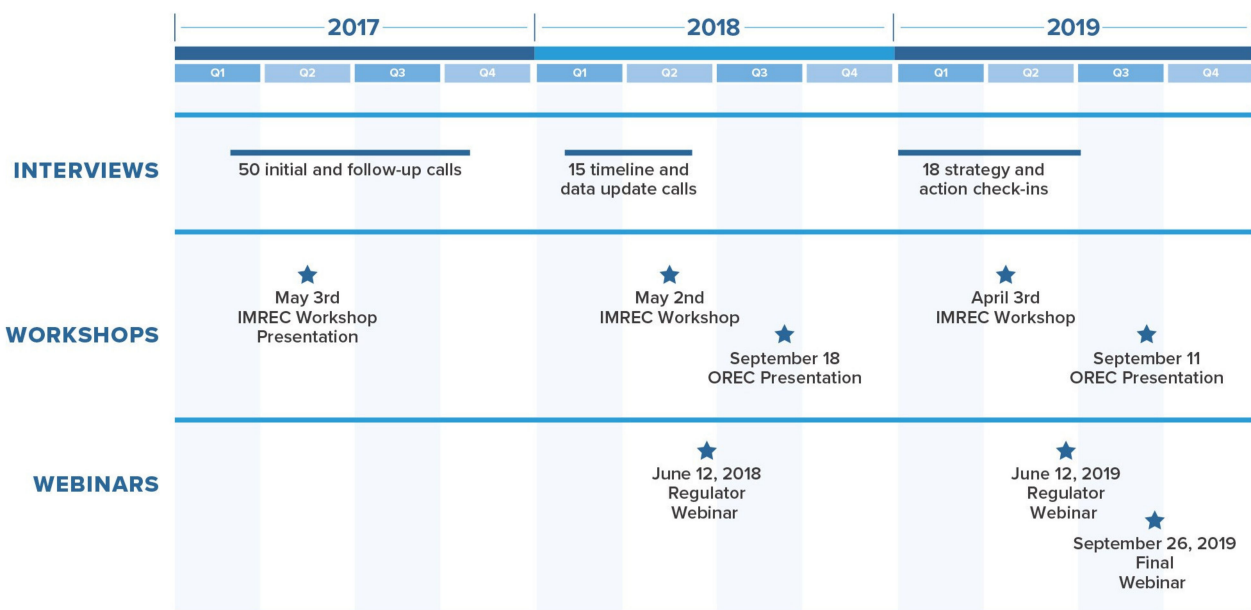 2017
2018
2019
Q1
Q2
Q3
Q4
Q1
Q2
Q3
Q4
Q1
Q2
Q3
Q4
INTERVIEWS
50 initial and follow-up calls
15 timeline and
data update calls
18 strategy and
action check-ins
WORKSHOPS
May 3rd
IMREC Workshop
Presentation
May 2nd
IMREC Workshop
September 18
OREC Presentation
April 3rd
IMREC Workshop
September 11
OREC Presentation
WEBINARS
June 12, 2018
Regulator
Webinar
June 12, 2019
Regulator
Webinar
September 26, 2019
Final
Webinar